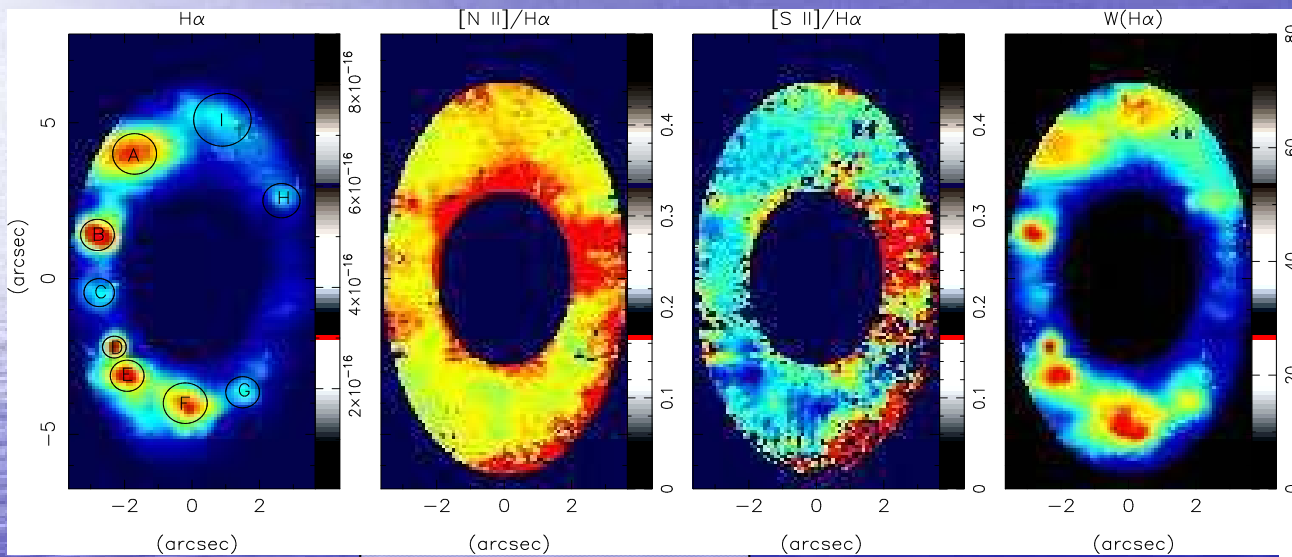 Hα
[N II]/Hα
[S II]/Hα
W(Hα)
(arcsec)
5
0
−5
A
B
C
E
F
G
H
I
−2 0 2
(arcsec)
2×10⁻¹⁶
4×10⁻¹⁶
6×10⁻¹⁶
8×10⁻¹⁶
−2 0 2
(arcsec)
0
0.1
0.2
0.3
0.4
−2 0 2
(arcsec)
0
0.1
0.2
0.3
0.4
−2 0 2
(arcsec)
0
20
40
60
80